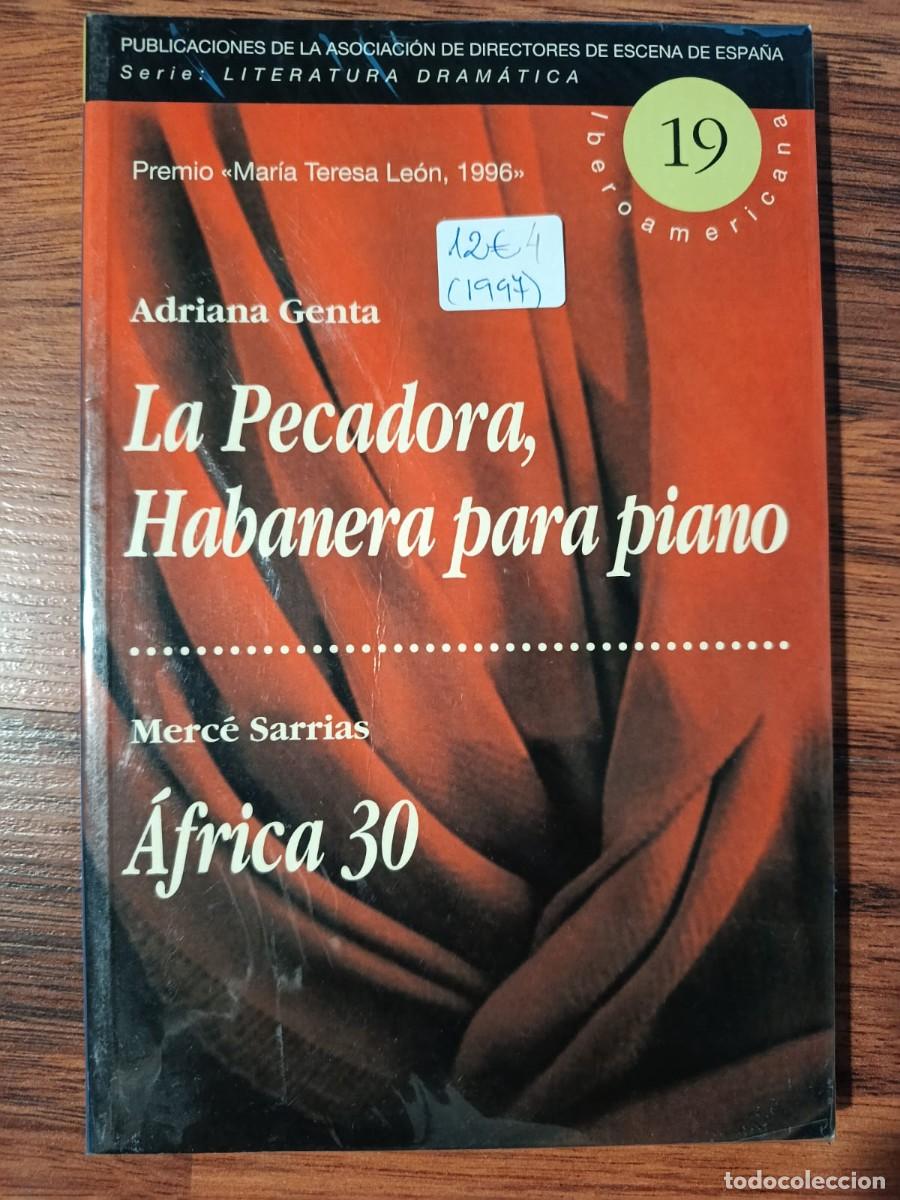 PUBLICACIONES DE LA ASOCIACIÓN DE DIRECTORES DE ESCENA DE ESPAÑA
Serie: LITERATURA DRAMÁTICA
19
Iberoamericana
Premio «María Teresa León, 1996»
12€ 4
(1997)
Adriana Genta
La Pecadora,
Habanera para piano
Mercé Sarrias
África 30
todocoleccion